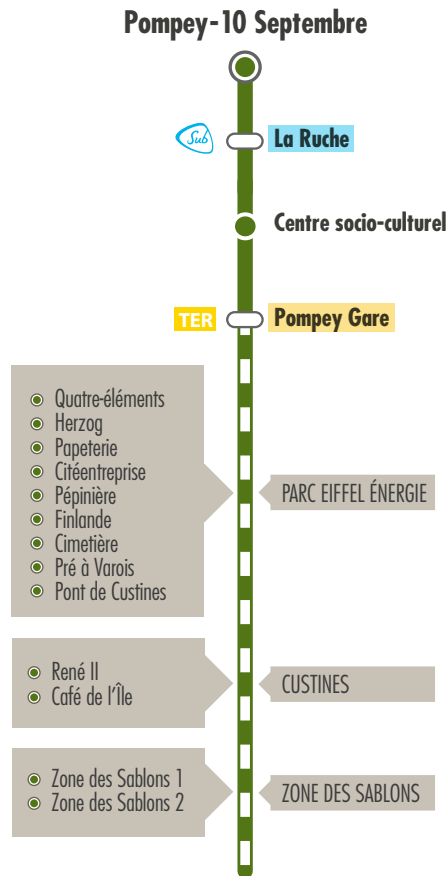 Pompey-10 Septembre
Sub
La Ruche
Centre socio-culturel
TER
Pompey Gare
Quatre-éléments
Herzog
Papeterie
Citéentreprise
Pépinière
Finlande
Cimetière
Pré à Varois
Pont de Custines
PARC EIFFEL ÉNERGIE
René II
Café de l'Île
CUSTINES
Zone des Sablons 1
Zone des Sablons 2
ZONE DES SABLONS